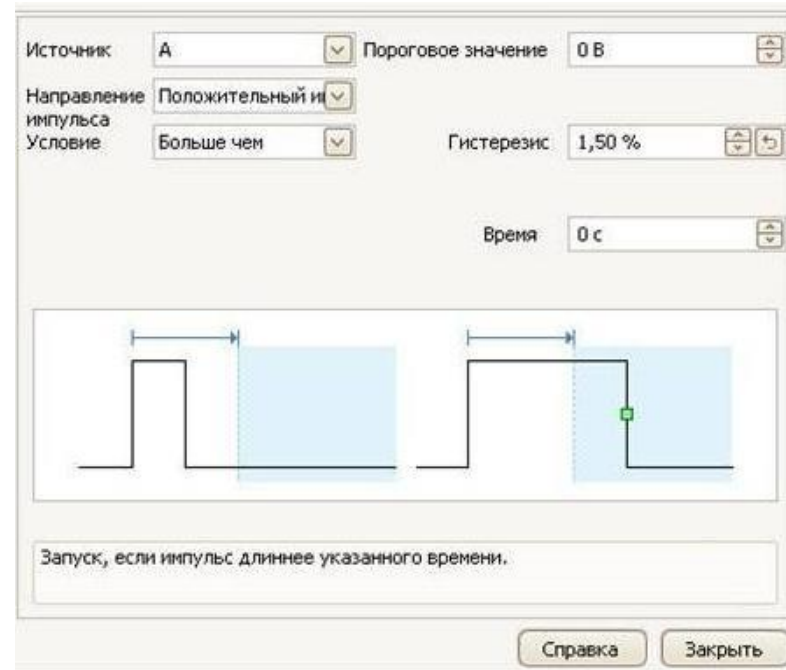 Источник A Пороговое значение 0 В
Направление импульса Положительный
Условие Больше чем Гистерезис 1,50 %
Время 0 с
Запуск, если импульс длиннее указанного времени.
Справка Закрыть